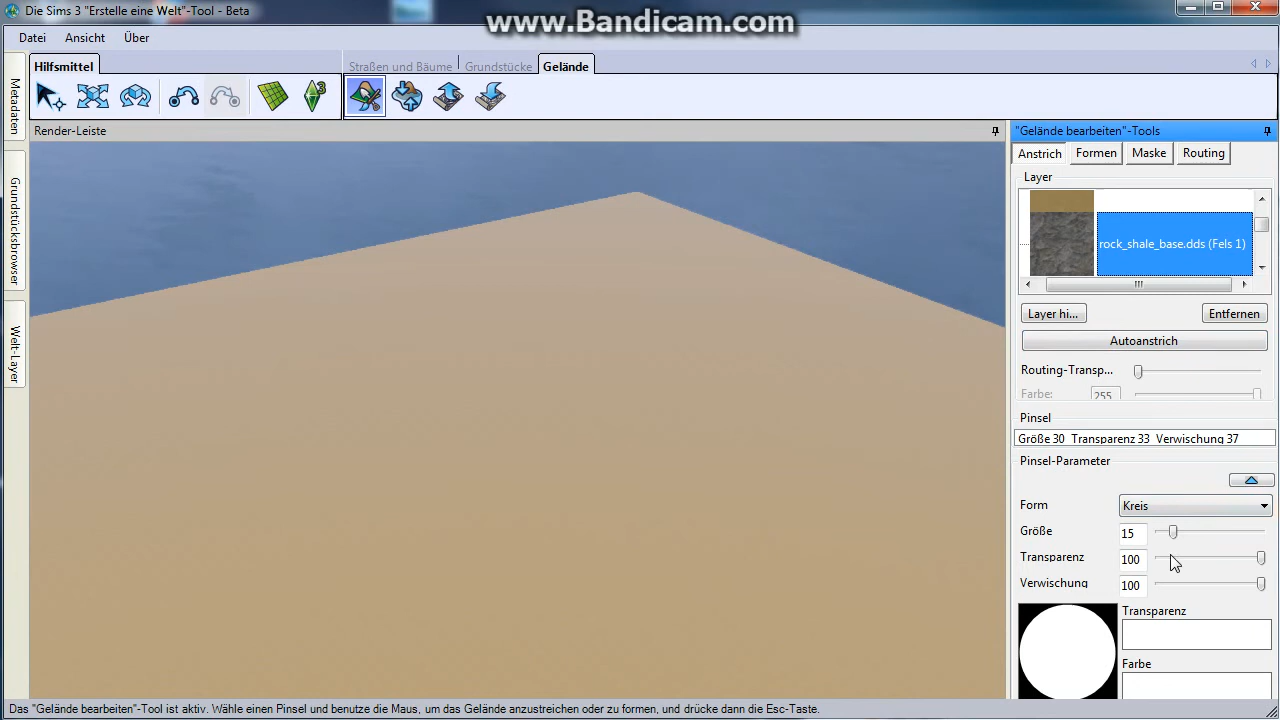 Die Sims 3 "Erstelle eine Welt"-Tool - Beta
www.Bandicam.com
Datei Ansicht Über
Hilfsmittel Straßen und Bäume Grundstücke Gelände
Metadaten
Grundstücksbrowser
Welt-Layer
Render-Leiste
"Gelände bearbeiten"-Tools
Anstrich Formen Maske Routing
Layer
rock_shale_base.dds (Fels 1)
Layer hi... Entfernen
Autoanstrich
Routing-Transp...
Farbe: 255
Pinsel
Größe 30 Transparenz 33 Verwischung 37
Pinsel-Parameter
Form Kreis
Größe 15
Transparenz 100
Verwischung 100
Transparenz
Farbe
Das "Gelände bearbeiten"-Tool ist aktiv. Wähle einen Pinsel und benutze die Maus, um das Gelände anzustreichen oder zu formen, und drücke dann die Esc-Taste.